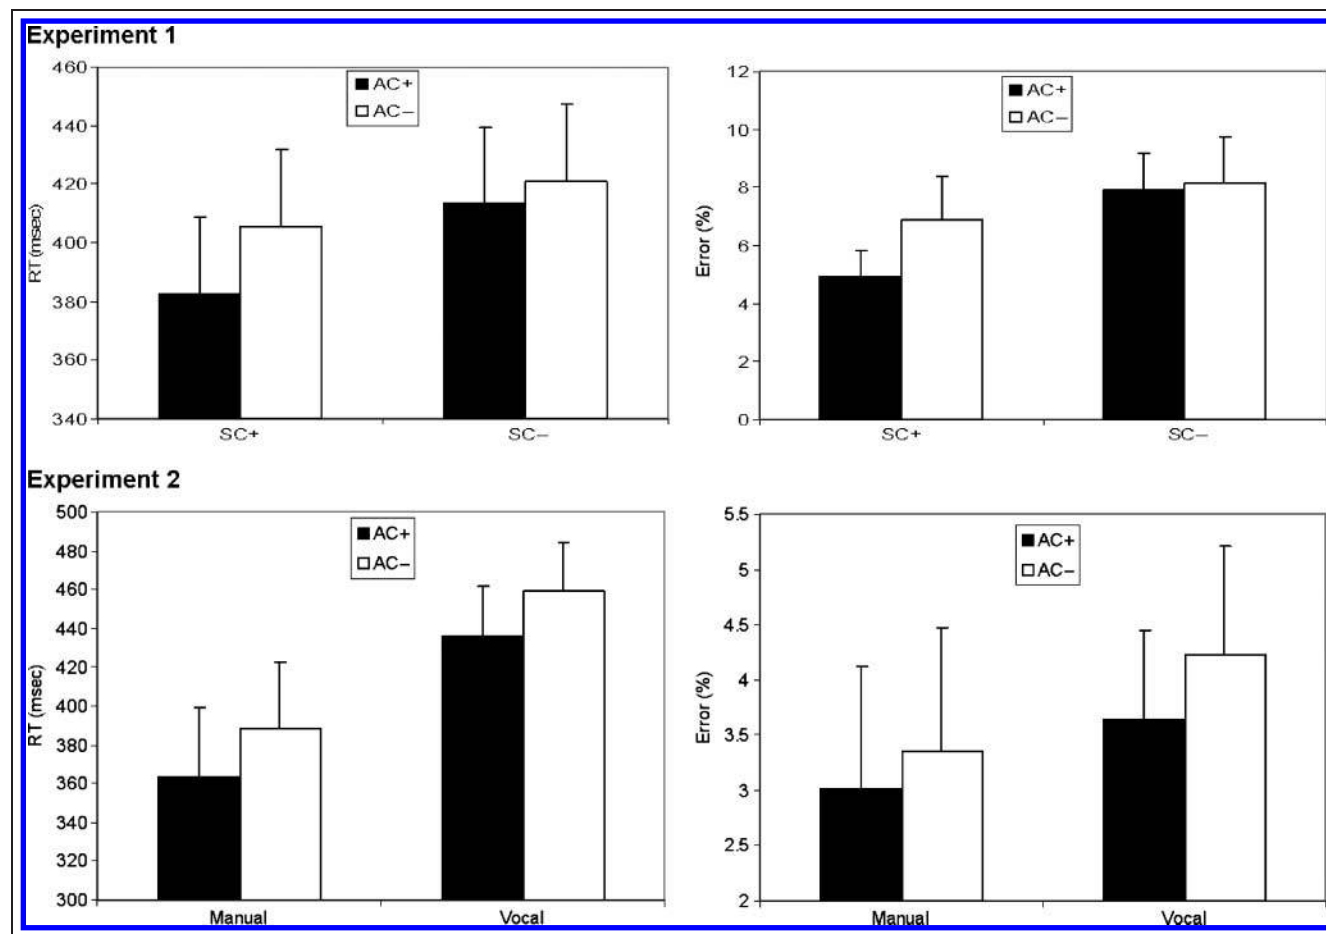 Experiment 1
460
440
420
400
380
360
340
RT (msec)
AC+
AC−
SC+
SC−
12
10
8
6
4
2
0
Error (%)
AC+
AC−
SC+
SC−
Experiment 2
500
480
460
440
420
400
380
360
340
320
300
RT (msec)
AC+
AC−
Manual
Vocal
5.5
5
4.5
4
3.5
3
2.5
2
Error (%)
AC+
AC−
Manual
Vocal